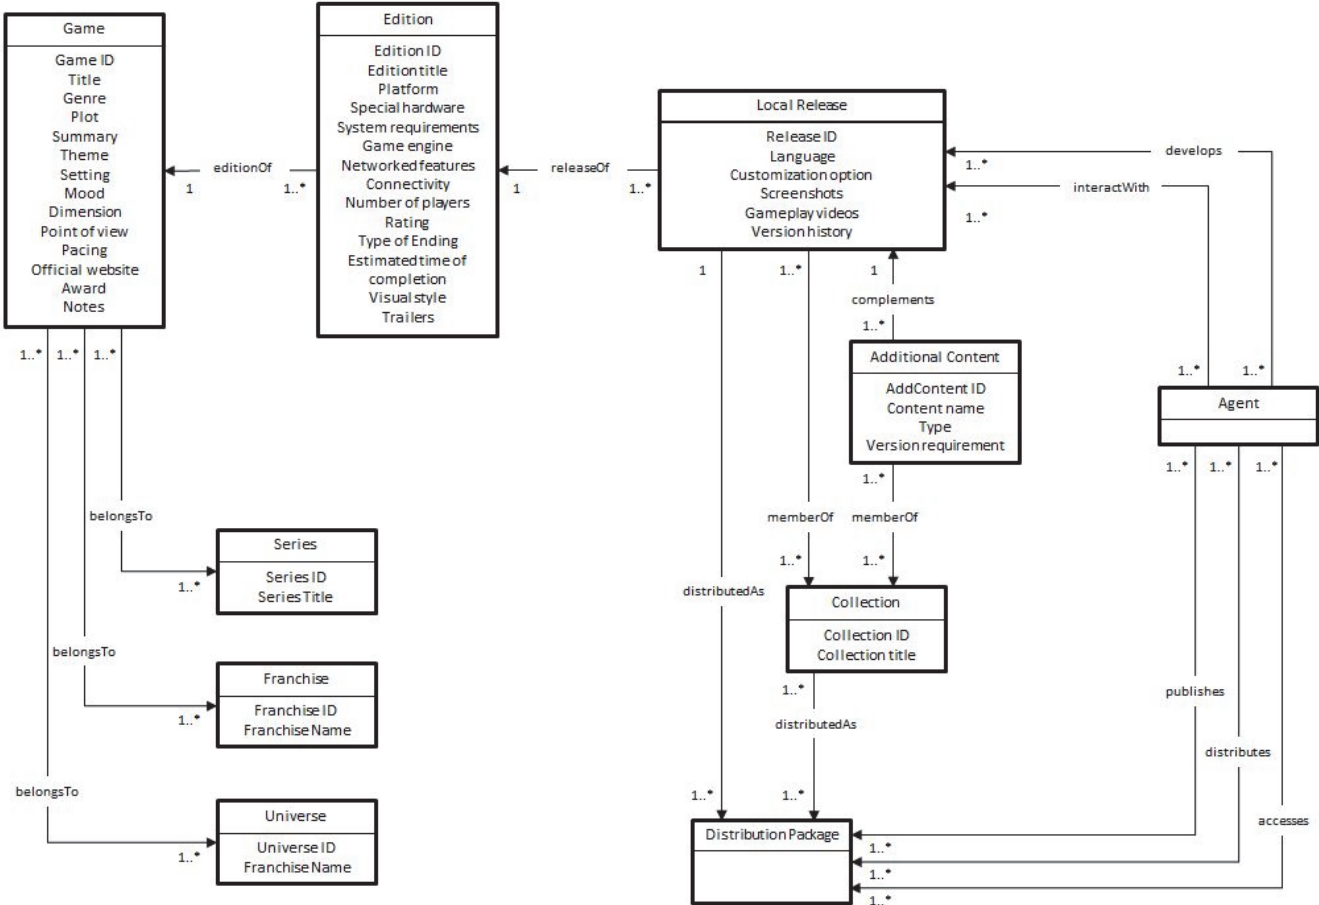 Game
Game ID
Title
Genre
Plot
Summary
Theme
Setting
Mood
Dimension
Point of view
Pacing
Official website
Award
Notes
Edition
Edition ID
Edition title
Platform
Special hardware
System requirements
Game engine
Networked features
Connectivity
Number of players
Rating
Type of Ending
Estimated time of
completion
Visual style
Trailers
editionOf
1
1..*
releaseOf
1
1..*
Local Release
Release ID
Language
Customization option
Screenshots
Gameplay videos
Version history
develops
1..*
interactWith
1..*
1
1..*
1
complements
1..*
Additional Content
AddContent ID
Content name
Type
Version requirement
1..*
1..*
1..*
Agent
1..*
1..*
1..*
1..*
1..*
1..*
belongsTo
1..*
Series
Series ID
Series Title
memberOf
memberOf
1..*
1..*
distributedAs
Collection
Collection ID
Collection title
belongsTo
1..*
Franchise
Franchise ID
Franchise Name
1..*
distributedAs
publishes
distributes
belongsTo
1..*
Universe
Universe ID
Franchise Name
1..*
1..*
accesses
Distribution Package
1..*
1..*
1..*